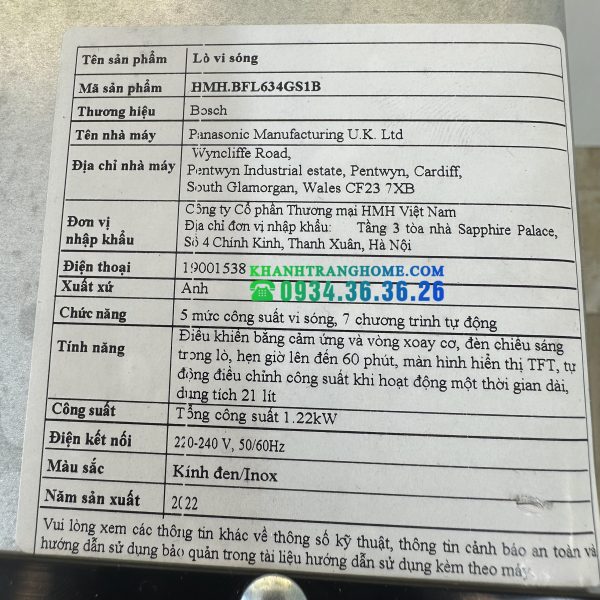 Tên sản phẩm Lò vi sóng
Mã sản phẩm HMH.BFL634GS1B
Thương hiệu Bosch
Tên nhà máy Panasonic Manufacturing U.K. Ltd
Địa chỉ nhà máy Wyncliffe Road,
Pentwyn Industrial estate, Pentwyn, Cardiff,
South Glamorgan, Wales CF23 7XB
Đơn vị nhập khẩu Công ty Cổ phần Thương mại HMH Việt Nam
Địa chỉ đơn vị nhập khẩu: Tầng 3 tòa nhà Sapphire Palace,
Số 4 Chính Kinh, Thanh Xuân, Hà Nội
Điện thoại 19001538
KHANHTRANGHOME.COM
0934.36.36.26
Xuất xứ Anh
Chức năng 5 mức công suất vi sóng, 7 chương trình tự động
Tính năng Điều khiển bằng cảm ứng và vòng xoay cơ, đèn chiếu sáng
trong lò, hẹn giờ lên đến 60 phút, màn hình hiển thị TFT, tự
động điều chỉnh công suất khi hoạt động một thời gian dài,
dung tích 21 lít
Công suất Tổng công suất 1.22kW
Điện kết nối 220-240 V, 50/60Hz
Màu sắc Kính đen/Inox
Năm sản xuất 2022
Vui lòng xem các thông tin khác về thông số kỹ thuật, thông tin cảnh báo an toàn và
hướng dẫn sử dụng bảo quản trong tài liệu hướng dẫn sử dụng kèm theo máy.